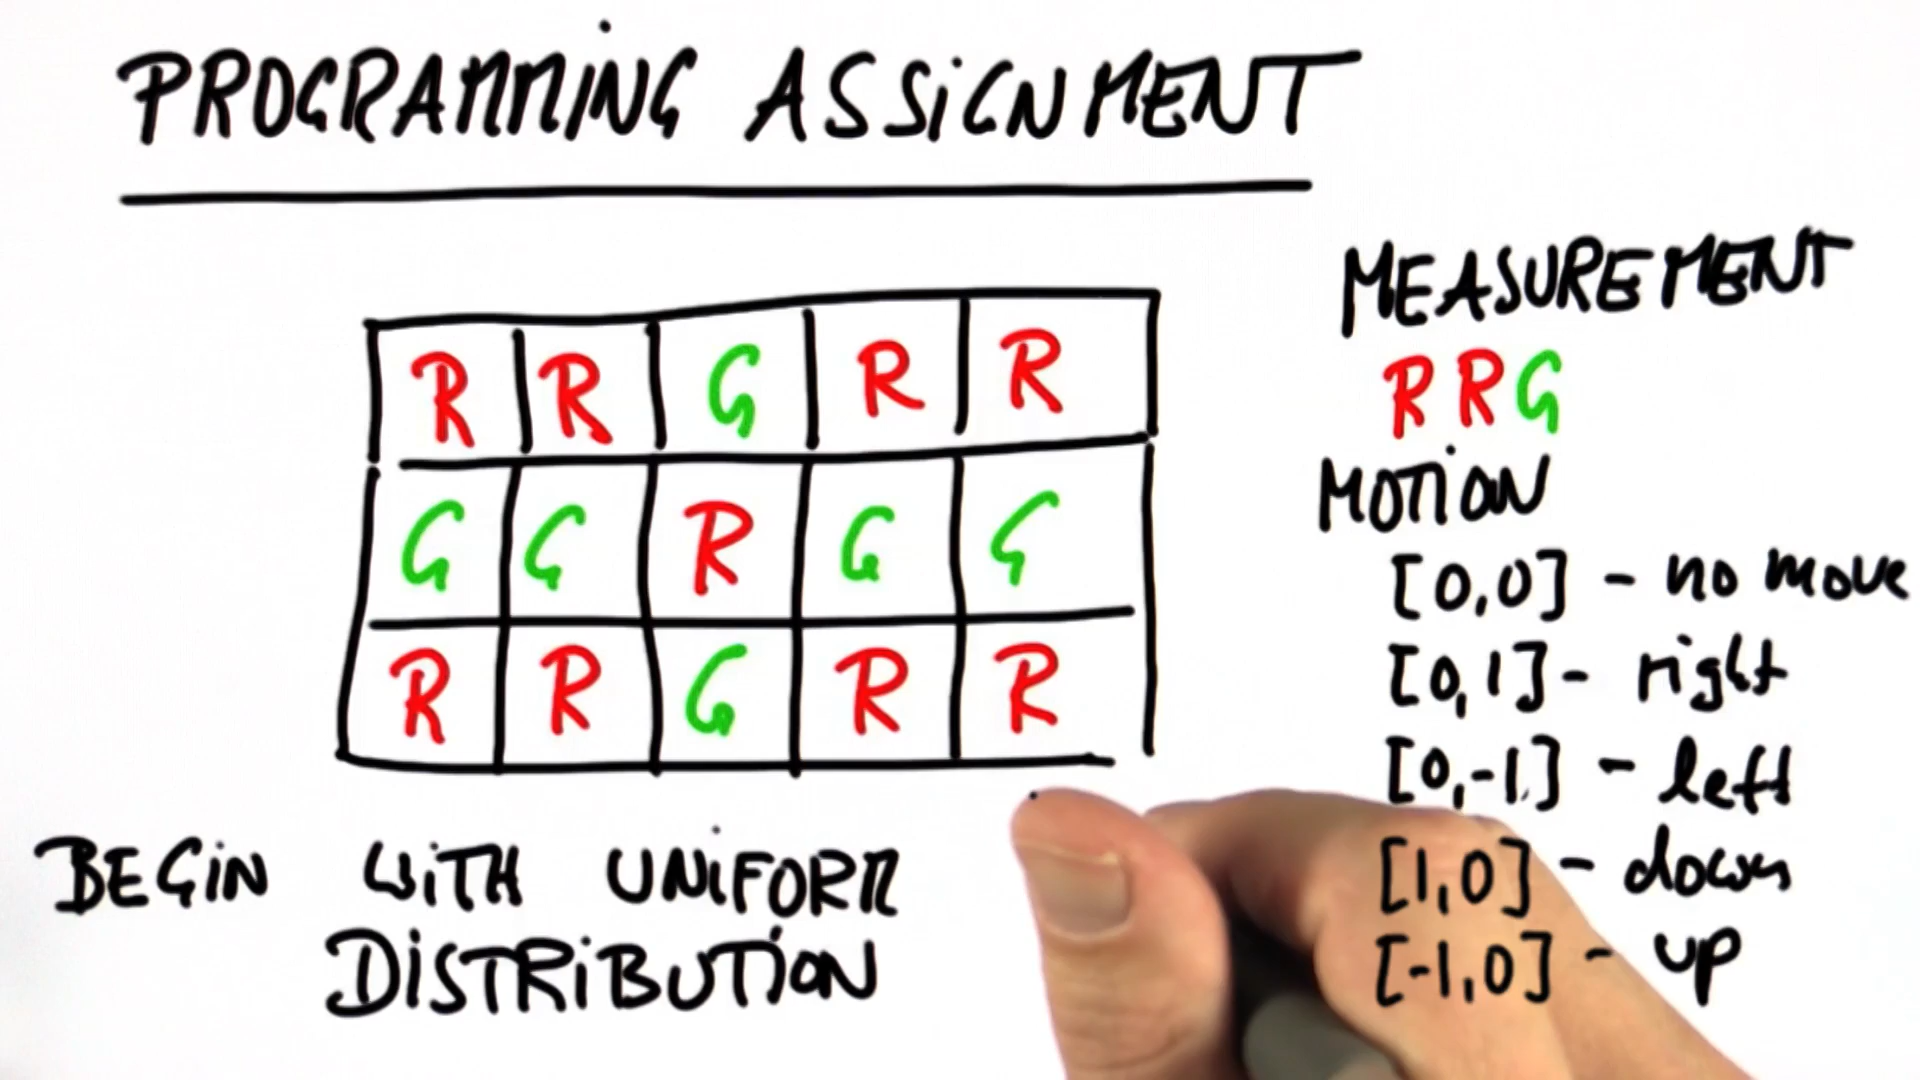 PROGRAMMING ASSIGNMENT
R R G R R
G G R G G
R R G R R
BEGIN WITH UNIFORM
DISTRIBUTION
MEASUREMENT
R R G
MOTION
[0,0] - no move
[0,1] - right
[0,-1] - left
[1,0] - down
[-1,0] - up